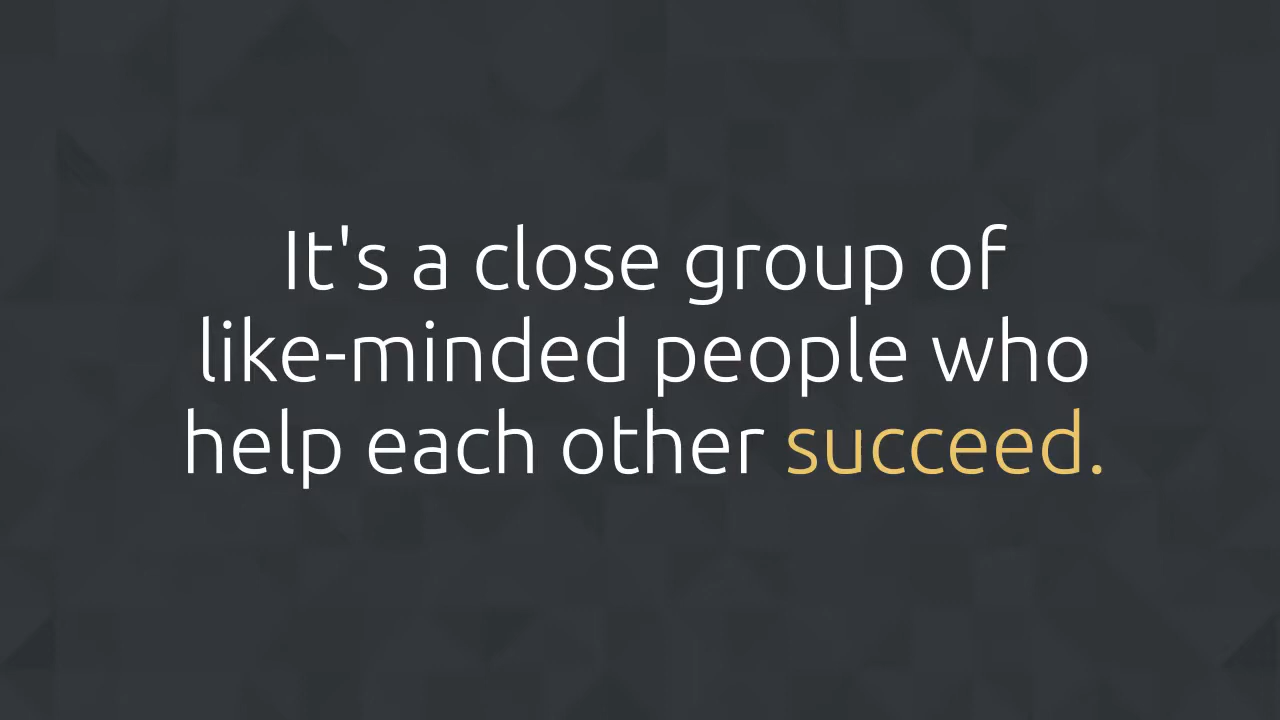 It's a close group of
like-minded people who
help each other succeed.